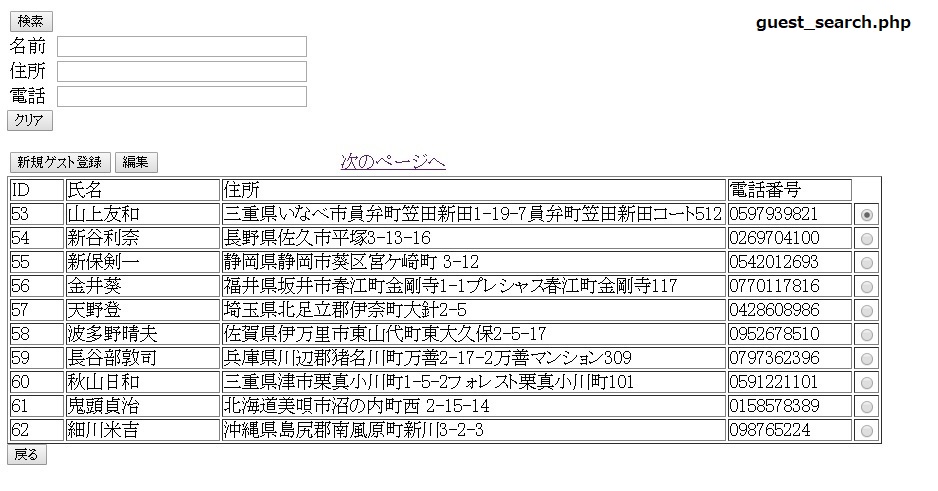 検索 guest_search.php
名前
住所
電話
クリア
新規ゲスト登録 編集 次のページへ
ID 氏名 住所 電話番号
53 山上友和 三重県いなべ市員弁町笠田新田1-19-7員弁町笠田新田コート512 0597939821
54 新谷利奈 長野県佐久市平塚3-13-16 0269704100
55 新保剣一 静岡県静岡市葵区宮ケ崎町 3-12 0542012693
56 金井葵 福井県坂井市春江町金剛寺1-1プレシャス春江町金剛寺117 0770117816
57 天野登 埼玉県北足立郡伊奈町大針2-5 0428608986
58 波多野晴夫 佐賀県伊万里市東山代町東大久保2-5-17 0952678510
59 長谷部敦司 兵庫県川辺郡猪名川町万善2-17-2万善マンション309 0797362396
60 秋山日和 三重県津市栗真小川町1-5-2フォレスト栗真小川町101 0591221101
61 鬼頭貞治 北海道美唄市沼の内町西 2-15-14 0158578389
62 細川米吉 沖縄県島尻郡南風原町新川3-2-3 098765224
戻る